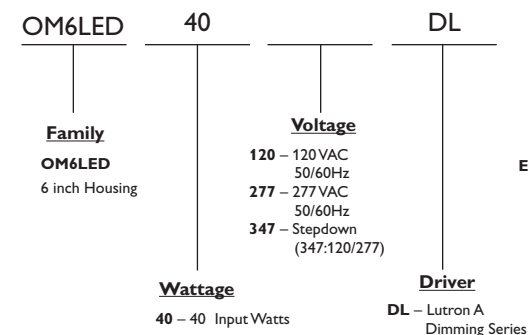 OM6LED 40 DL
Family
OM6LED
6 inch Housing
Voltage
120 – 120 VAC
50/60Hz
277 – 277 VAC
50/60Hz
347 – Stepdown
(347:120/277)
E
Wattage
40 – 40 Input Watts
Driver
DL – Lutron A
Dimming Series